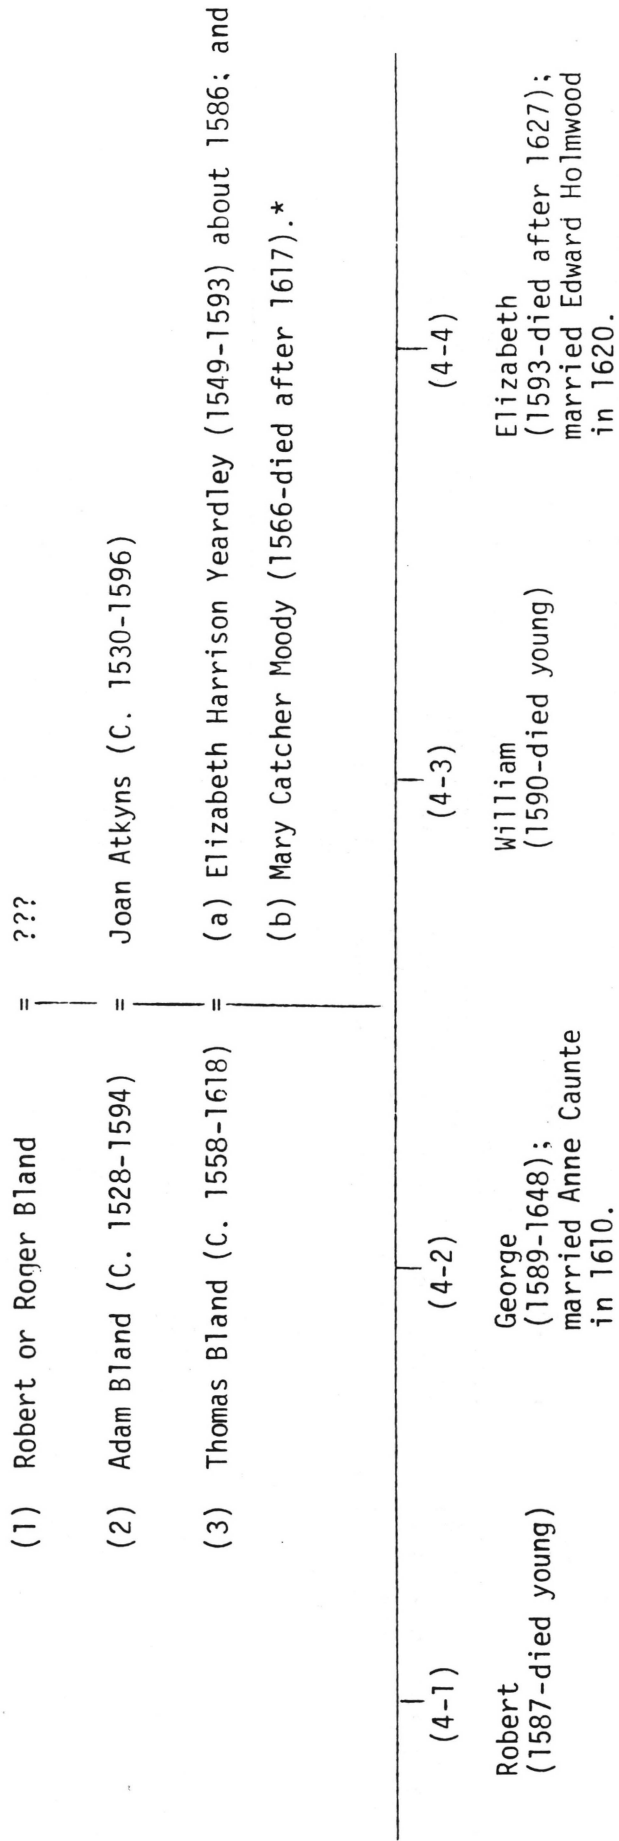 (1) Robert or Roger Bland = ???
(2) Adam Bland (C. 1528-1594) = Joan Atkyns (C. 1530-1596)
(3) Thomas Bland (C. 1558-1618) = (a) Elizabeth Harrison Yeardley (1549-1593) about 1586; and
(b) Mary Catcher Moody (1566-died after 1617).*
(4-1)
Robert
(1587-died young)
(4-2)
George
(1589-1648);
married Anne Caunte
in 1610.
(4-3)
William
(1590-died young)
(4-4)
Elizabeth
(1593-died after 1627);
married Edward Holmwood
in 1620.